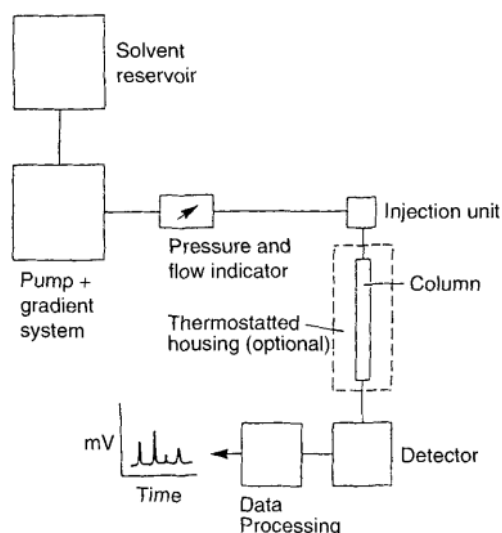 Solvent
reservoir
Pump +
gradient
system
Pressure and
flow indicator
Injection unit
Column
Thermostatted
housing (optional)
Detector
Data
Processing
mV
Time